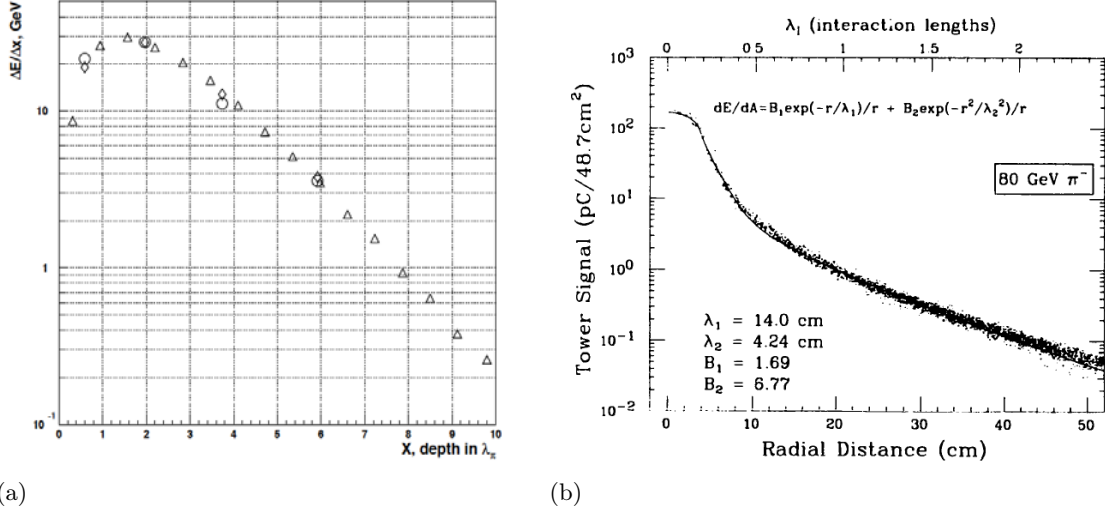 ΔE/Δx, GeV
10
1
10⁻¹
0 1 2 3 4 5 6 7 8 9 10
X, depth in λπ
(a)
λ₁ (interaction lengths)
0 0.5 1 1.5 2
Tower Signal (pC/48.7cm²)
10³
10²
10¹
10⁰
10⁻¹
10⁻²
dE/dA=B₁exp(-r/λ₁)/r + B₂exp(-r²/λ₂²)/r
80 GeV π⁻
λ₁ = 14.0 cm
λ₂ = 4.24 cm
B₁ = 1.69
B₂ = 6.77
0 10 20 30 40 50
Radial Distance (cm)
(b)